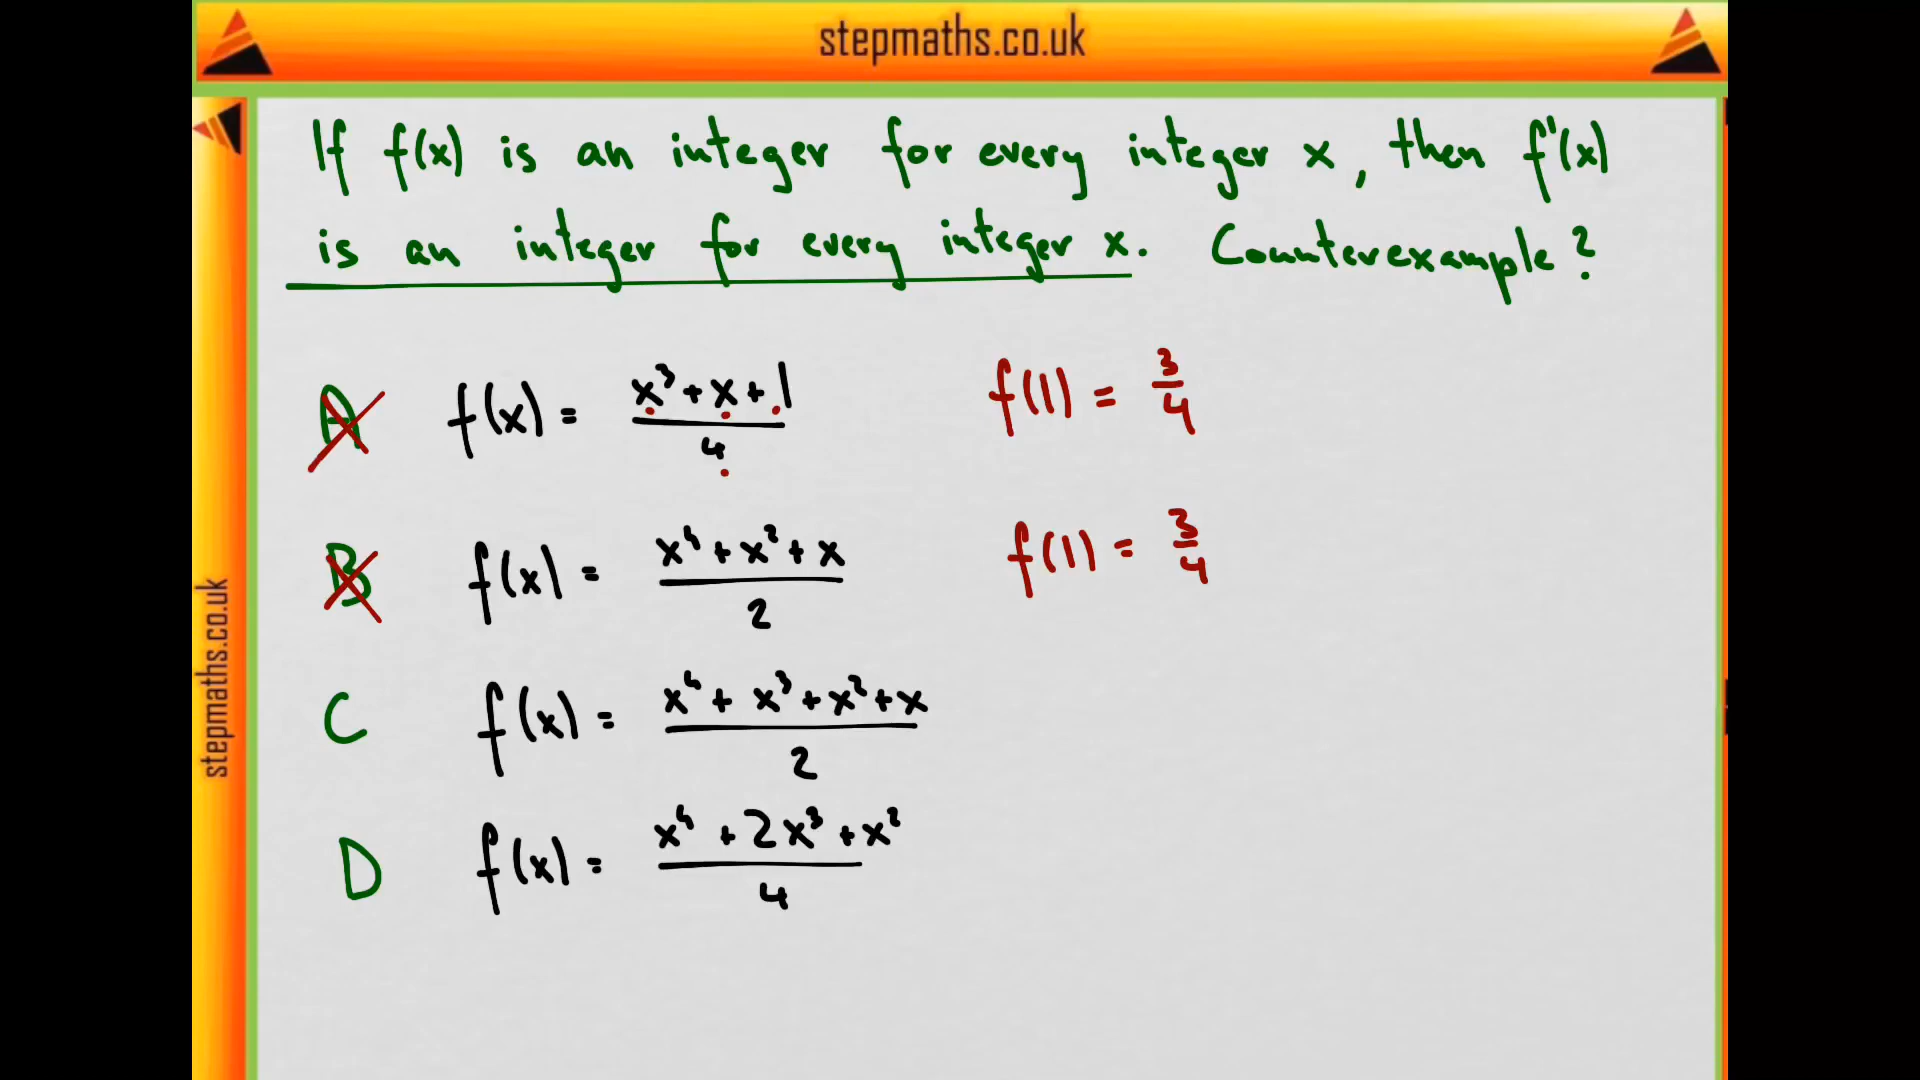 stepmaths.co.uk
If f(x) is an integer for every integer x, then f'(x)
is an integer for every integer x. Counterexample?
A f(x) = (x³ + x + 1)/4 f(1) = 3/4
B f(x) = (x⁴ + x² + x)/2 f(1) = 3/4
C f(x) = (x⁴ + x³ + x² + x)/2
D f(x) = (x⁴ + 2x³ + x²)/4
stepmaths.co.uk